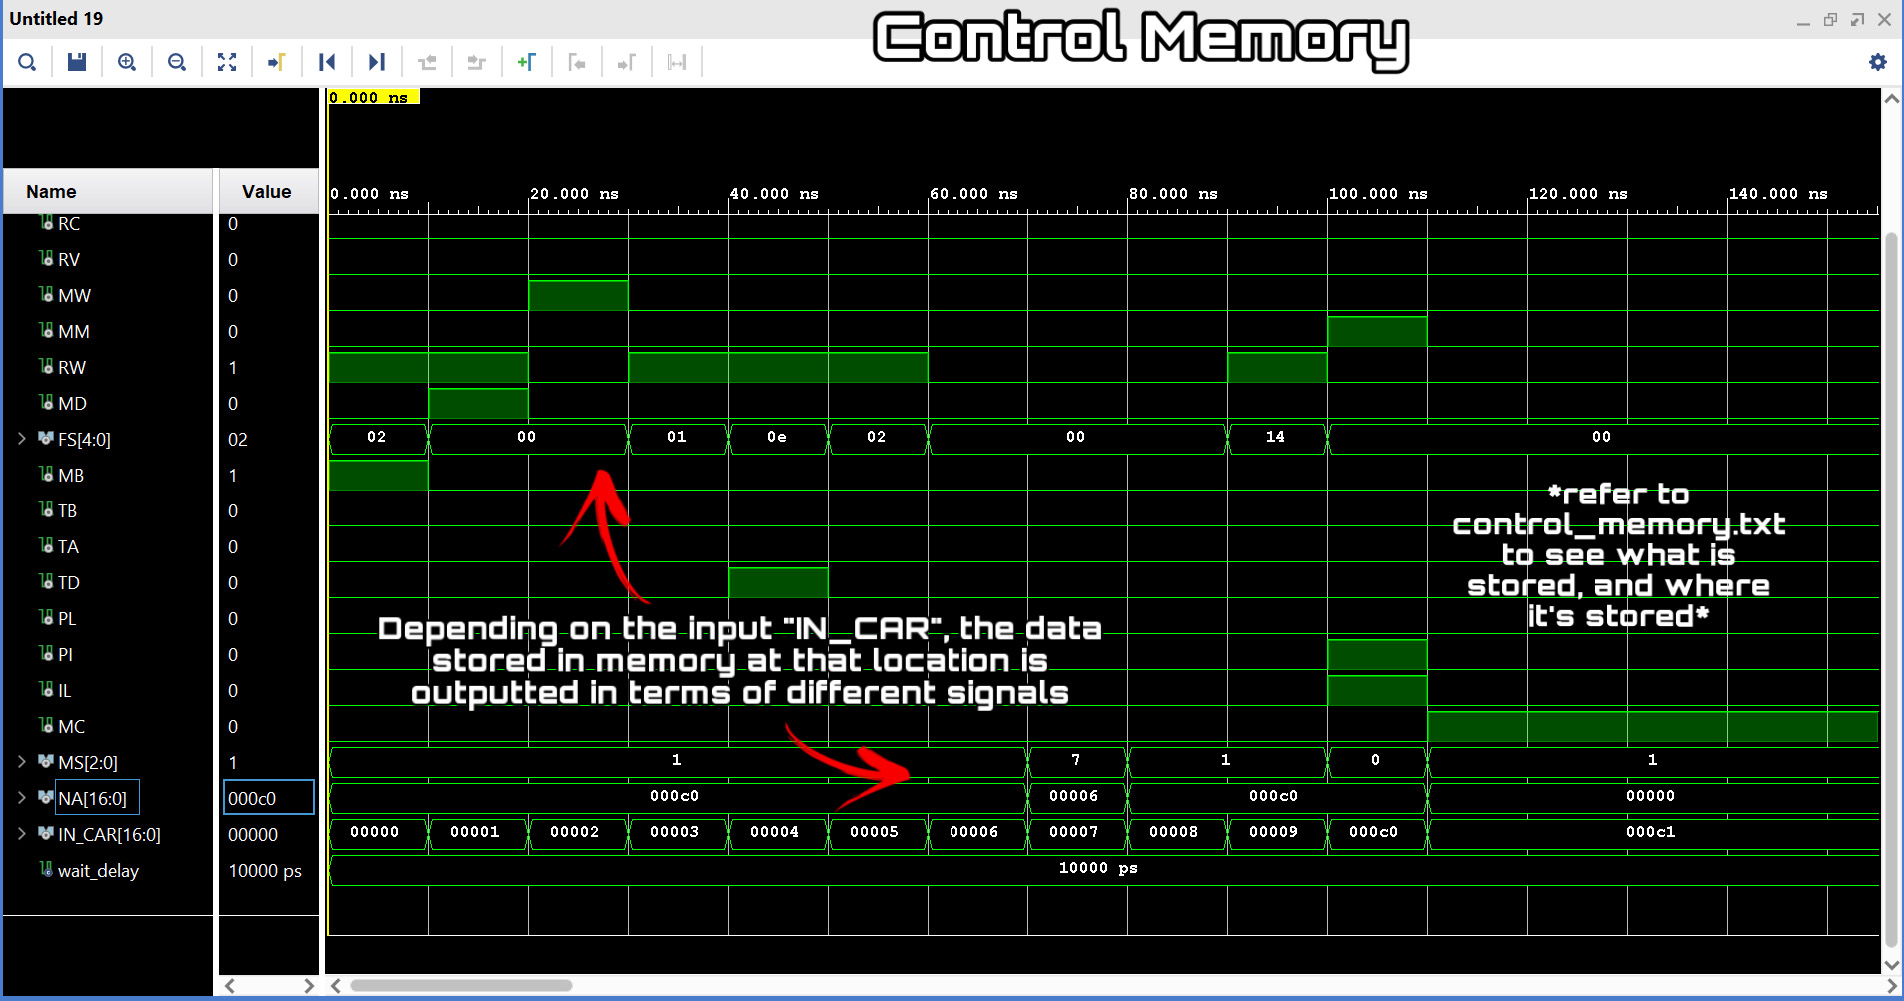 Untitled 19
Control Memory
0.000 ns
Name Value
0.000 ns 20.000 ns 40.000 ns 60.000 ns 80.000 ns 100.000 ns 120.000 ns 140.000 ns
RC 0
RV 0
MW 0
MM 0
RW 1
MD 0
FS[4:0] 02 02 00 01 0e 02 00 14 00
MB 1
TB 0
TA 0
TD 0
PL 0
PI 0
IL 0
MC 0
*refer to
control_memory.txt
to see what is
stored, and where
it's stored*
Depending on the input "IN_CAR", the data
stored in memory at that location is
outputted in terms of different signals
MS[2:0] 1 1 7 1 0 1
NA[16:0] 000c0 000c0 00006 000c0 00000
IN_CAR[16:0] 00000 00000 00001 00002 00003 00004 00005 00006 00007 00008 00009 000c0 000c1
wait_delay 10000 ps 10000 ps